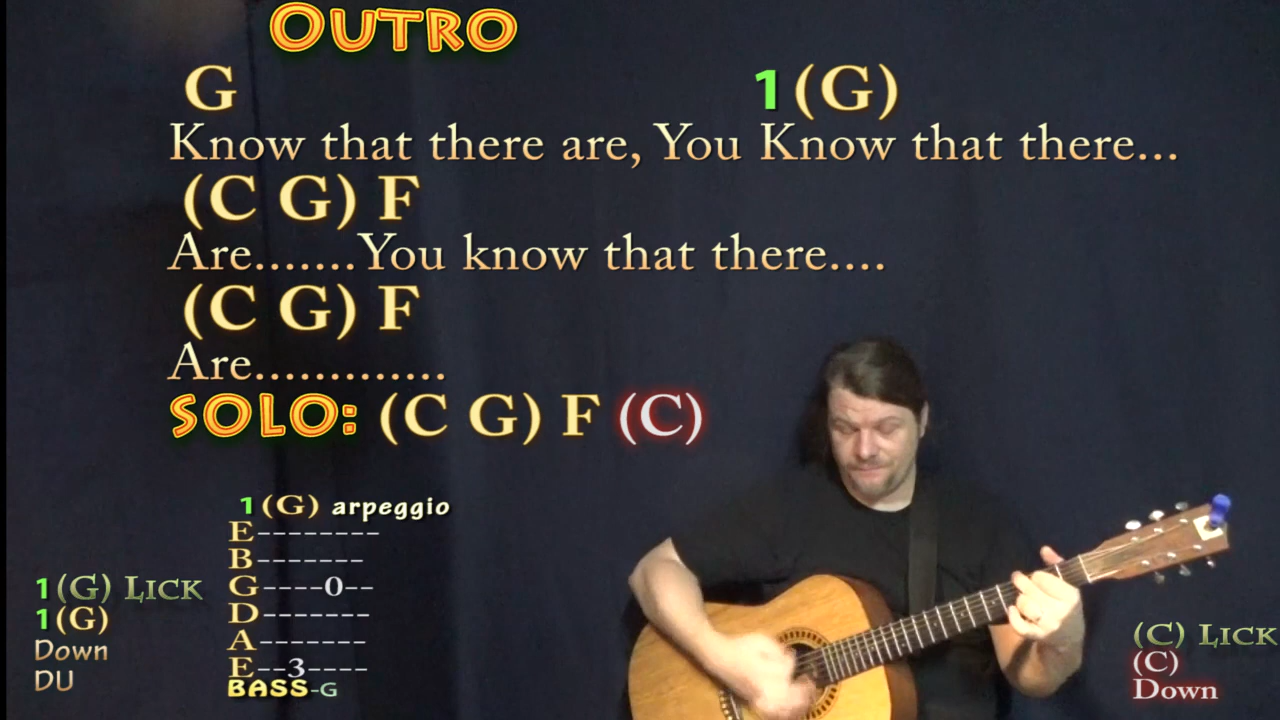 OUTRO
G 1(G)
Know that there are, You Know that there...
(C G) F
Are.......You know that there....
(C G) F
Are.............
SOLO: (C G) F (C)
1(G) arpeggio
E--------
B-------
G----0--
D-------
A-------
E--3----
BASS-G
1(G) LICK
1(G)
Down
DU
(C) LICK
(C)
Down